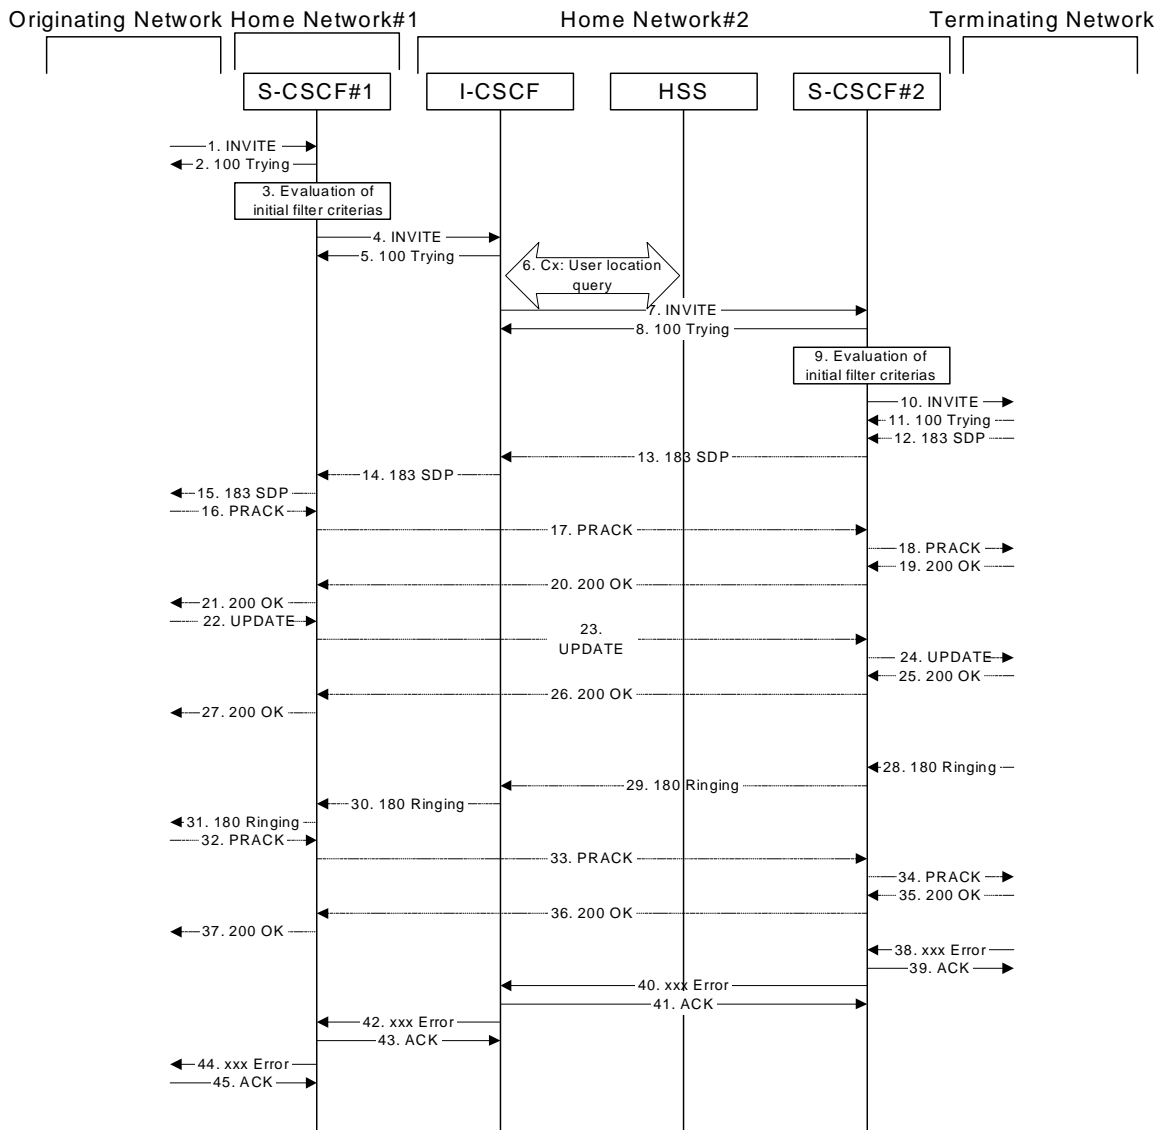 Originating Network Home Network#1 Home Network#2 Terminating Network
S-CSCF#1 I-CSCF HSS S-CSCF#2
1. INVITE
2. 100 Trying
3. Evaluation of
initial filter criterias
4. INVITE
5. 100 Trying
6. Cx: User location
query
7. INVITE
8. 100 Trying
9. Evaluation of
initial filter criterias
10. INVITE
11. 100 Trying
12. 183 SDP
13. 183 SDP
14. 183 SDP
15. 183 SDP
16. PRACK
17. PRACK
18. PRACK
19. 200 OK
20. 200 OK
21. 200 OK
22. UPDATE
23.
UPDATE
24. UPDATE
25. 200 OK
26. 200 OK
27. 200 OK
28. 180 Ringing
29. 180 Ringing
30. 180 Ringing
31. 180 Ringing
32. PRACK
33. PRACK
34. PRACK
35. 200 OK
36. 200 OK
37. 200 OK
38. xxx Error
39. ACK
40. xxx Error
41. ACK
42. xxx Error
43. ACK
44. xxx Error
45. ACK